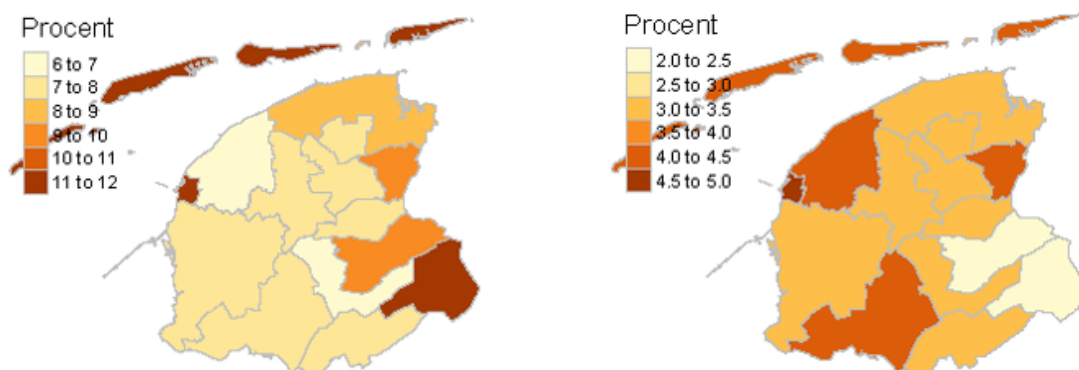 Procent
6 to 7
7 to 8
8 to 9
9 to 10
10 to 11
11 to 12
Procent
2.0 to 2.5
2.5 to 3.0
3.0 to 3.5
3.5 to 4.0
4.0 to 4.5
4.5 to 5.0